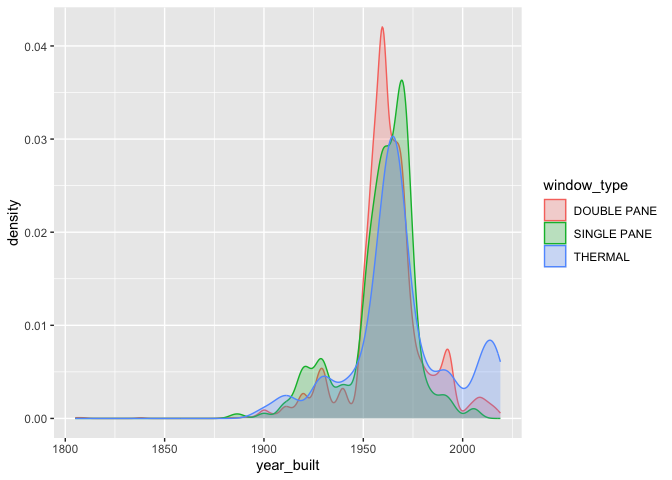 0.04
0.03
0.02
0.01
0.00
density
1800
1850
1900
1950
2000
year_built
window_type
DOUBLE PANE
SINGLE PANE
THERMAL